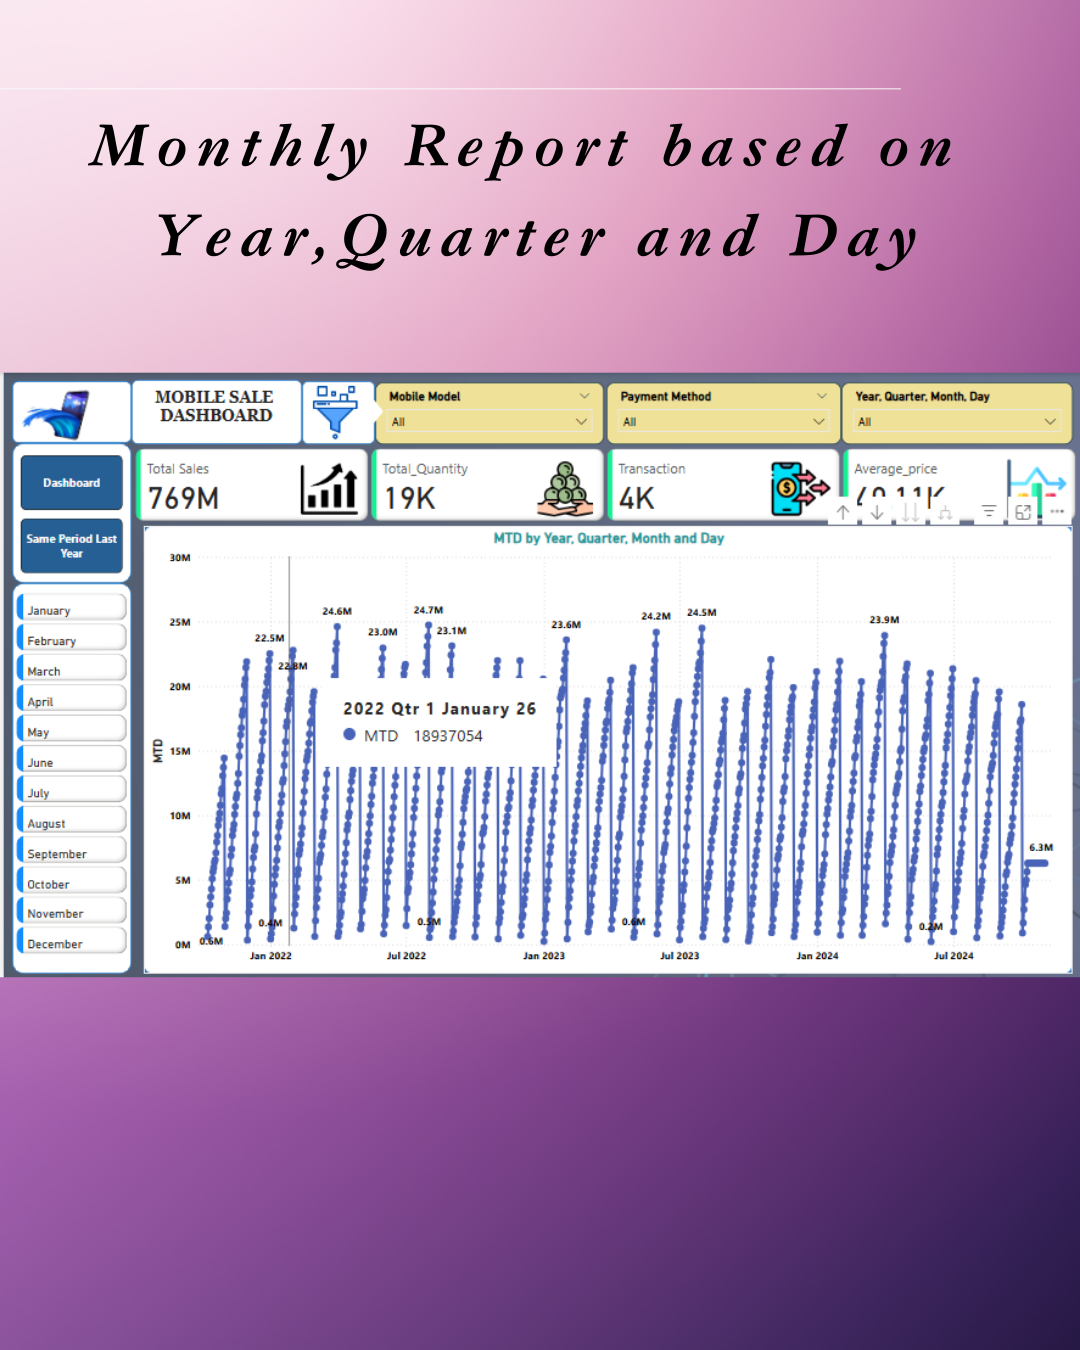 Monthly Report based on
Year,Quarter and Day
MOBILE SALE
DASHBOARD
Mobile Model
All
Payment Method
All
Year, Quarter, Month, Day
All
Dashboard
Same Period Last
Year
Total Sales
769M
Total_Quantity
19K
Transaction
4K
Average_price
January
February
March
April
May
June
July
August
September
October
November
December
MTD by Year, Quarter, Month and Day
MTD
30M
25M
20M
15M
10M
5M
0M
22.5M
22.8M
24.6M
23.0M
24.7M
23.1M
23.6M
24.2M
24.5M
23.9M
6.3M
0.6M
0.4M
0.5M
0.6M
0.2M
2022 Qtr 1 January 26
MTD 18937054
Jan 2022
Jul 2022
Jan 2023
Jul 2023
Jan 2024
Jul 2024